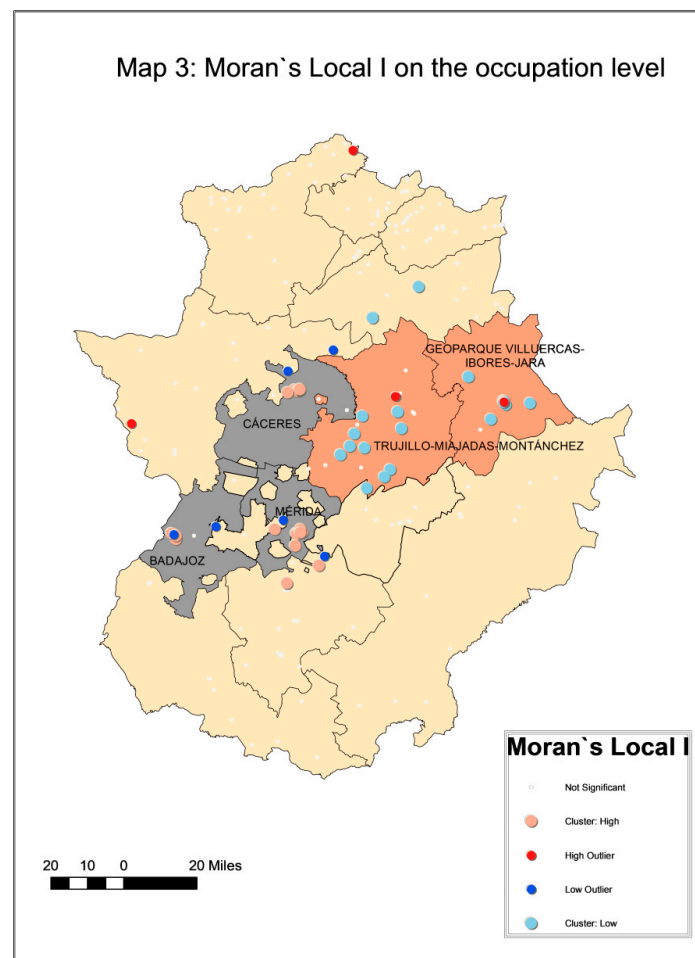 Map 3: Moran`s Local I on the occupation level
GEOPARQUE VILLUERCAS-
IBORES-JARA
CÁCERES
TRUJILLO-MIAJADAS-MONTÁNCHEZ
MÉRIDA
BADAJOZ
Moran`s Local I
Not Significant
Cluster: High
High Outlier
Low Outlier
Cluster: Low
20 10 0 20 Miles